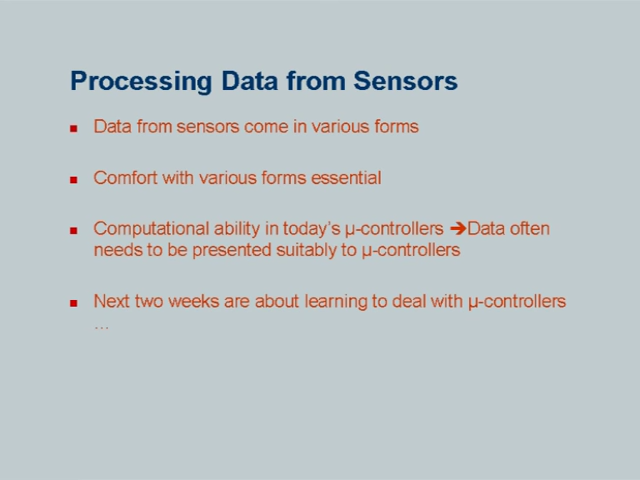 Processing Data from Sensors
Data from sensors come in various forms
Comfort with various forms essential
Computational ability in today's μ-controllers ➔Data often
needs to be presented suitably to μ-controllers
Next two weeks are about learning to deal with μ-controllers
...